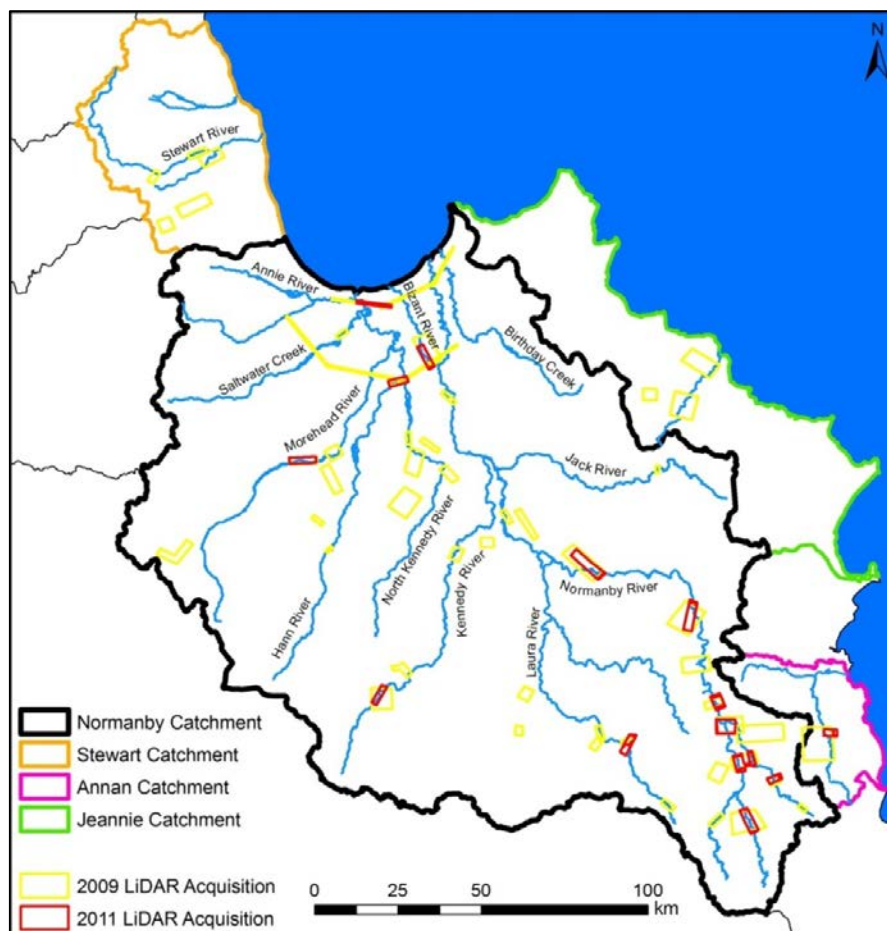 N
Stewart River
Annie River
Bizant River
Saltwater Creek
Birthday Creek
Morehead River
Jack River
North Kennedy River
Kennedy River
Normanby River
Hann River
Laura River
Normanby Catchment
Stewart Catchment
Annan Catchment
Jeannie Catchment
2009 LiDAR Acquisition
2011 LiDAR Acquisition
0 25 50 100
km